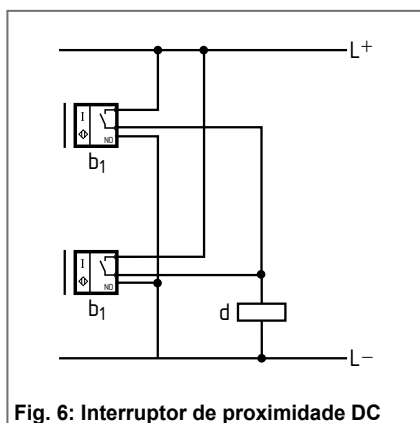 L+
I
NO
b1
I
NO
b1
d
L−
Fig. 6: Interruptor de proximidade DC